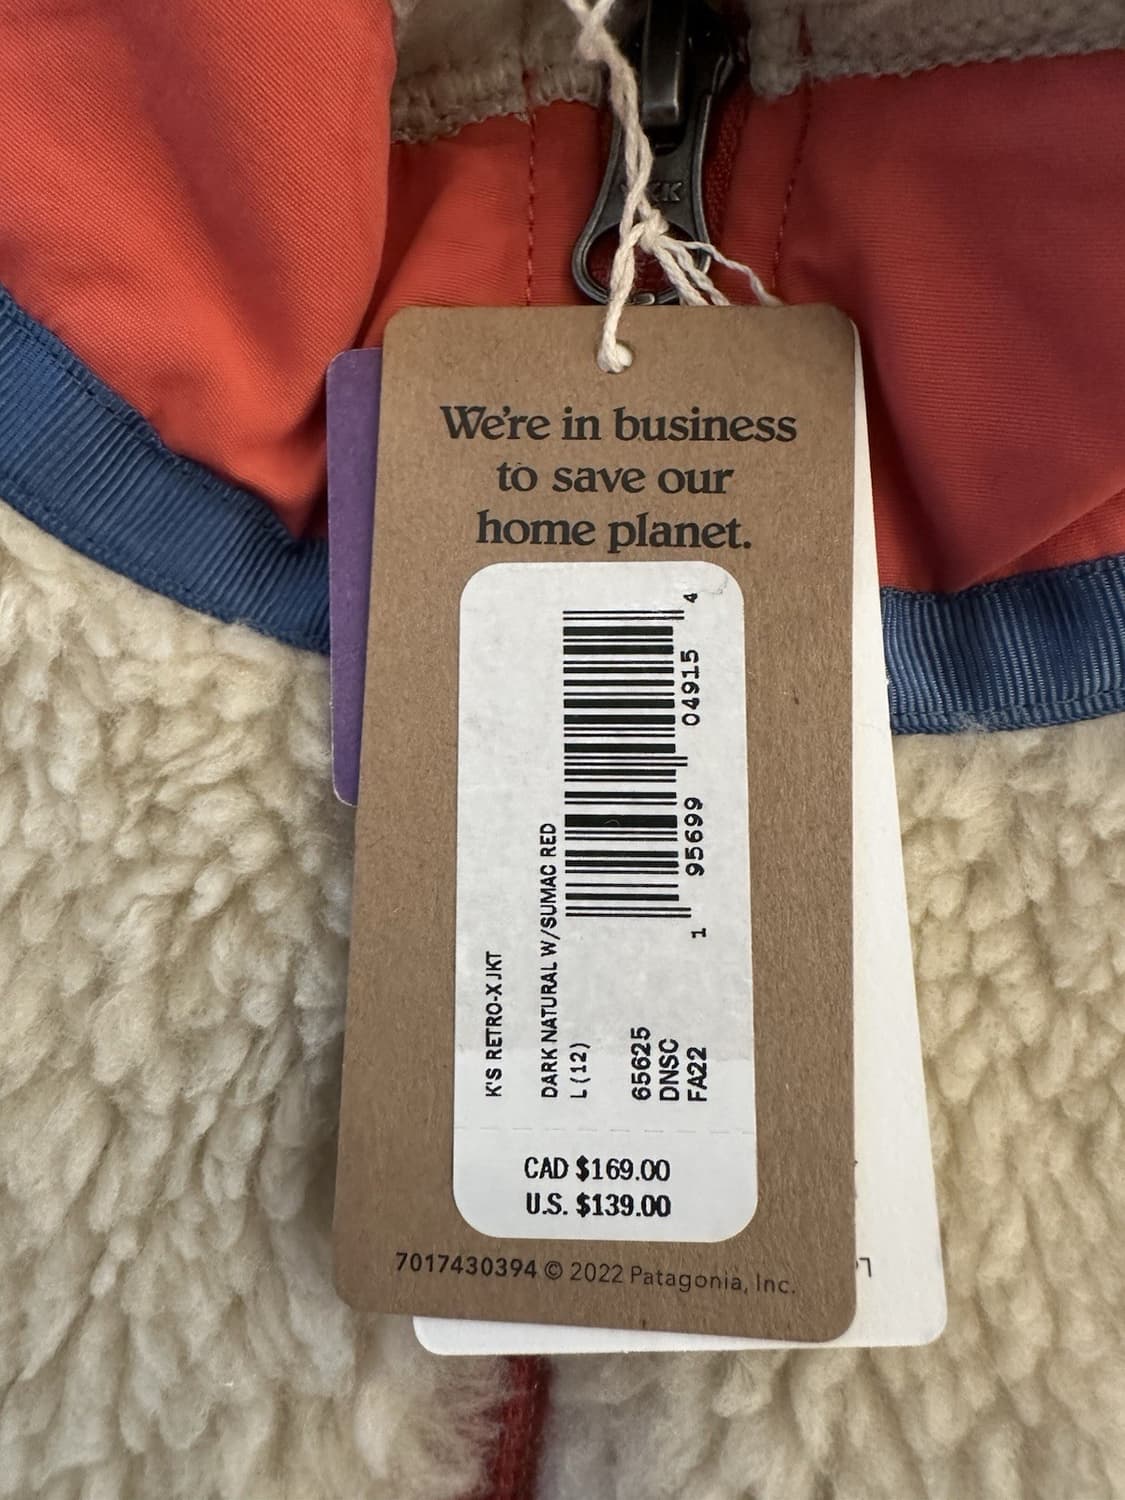 YKK
We're in business
to save our
home planet.
K'S RETRO-X JKT
DARK NATURAL W/SUMAC RED
L (12)
1 95699 04915 4
65625
DNSC
FA22
CAD $169.00
U.S. $139.00
7017430394 © 2022 Patagonia, Inc.